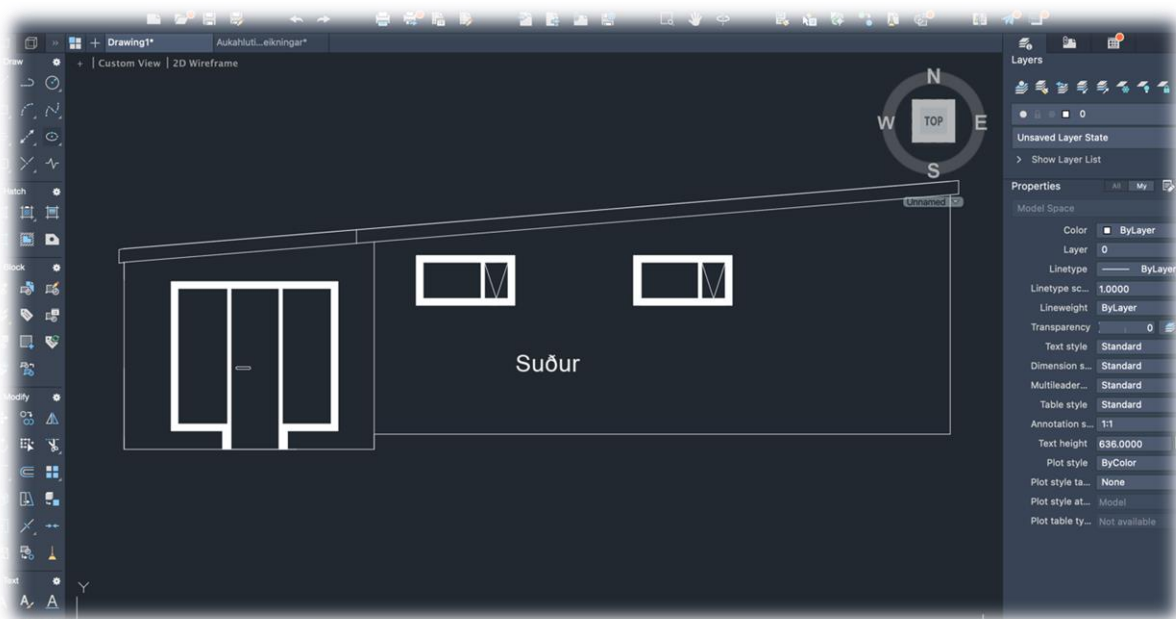 Drawing1*
Aukahluti...eikningar*
Draw
+ | Custom View | 2D Wireframe
Layers
N
W
TOP
E
S
0
Unsaved Layer State
> Show Layer List
Hatch
Properties
All
My
Unnamed
Model Space
Color ByLayer
Layer 0
Block
Linetype ByLayer
Linetype sc... 1.0000
Lineweight ByLayer
Transparency 0
Text style Standard
Suður
Dimension s... Standard
Multileader... Standard
Modify
Table style Standard
Annotation s... 1:1
Text height 636.0000
Plot style ByColor
Plot style ta... None
Plot style at... Model
Plot table ty... Not available
Text
Y